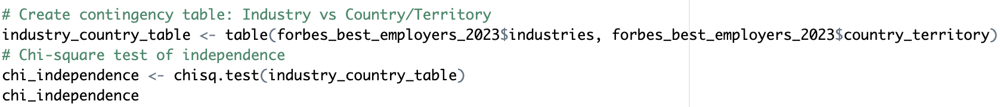 # Create contingency table: Industry vs Country/Territory
industry_country_table <- table(forbes_best_employers_2023$industries, forbes_best_employers_2023$country_territory)
# Chi-square test of independence
chi_independence <- chisq.test(industry_country_table)
chi_independence